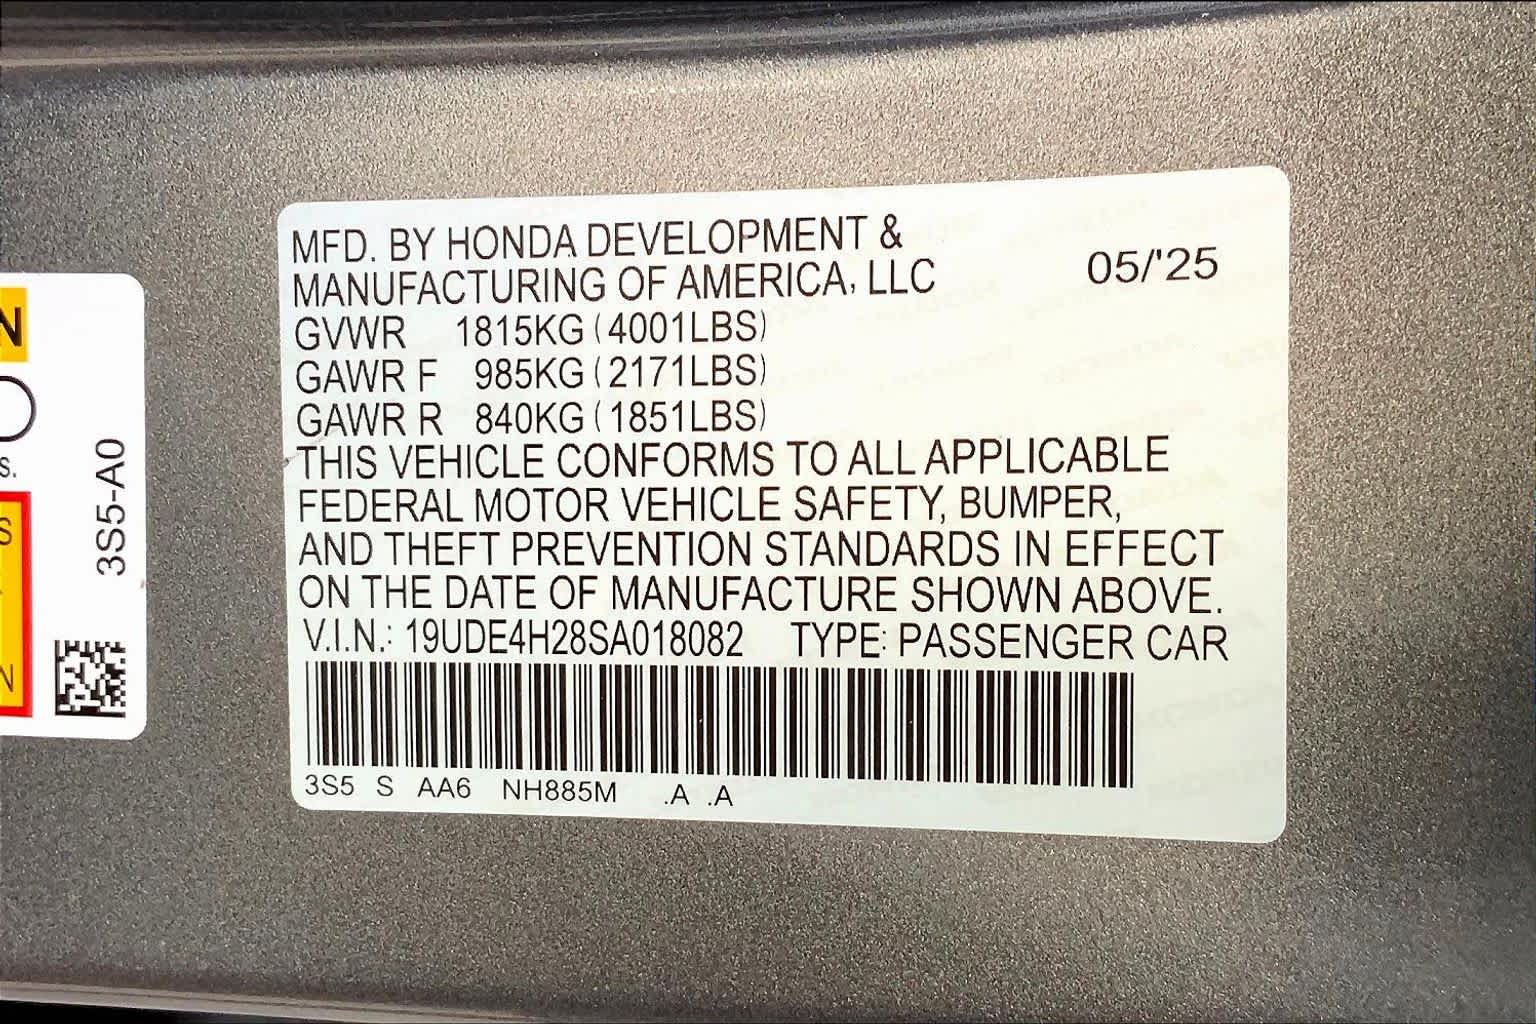 N
S.
S
N
3S5-A0
MFD. BY HONDA DEVELOPMENT &
MANUFACTURING OF AMERICA, LLC
05/'25
GVWR 1815KG (4001LBS)
GAWR F 985KG (2171LBS)
GAWR R 840KG (1851LBS)
THIS VEHICLE CONFORMS TO ALL APPLICABLE
FEDERAL MOTOR VEHICLE SAFETY, BUMPER,
AND THEFT PREVENTION STANDARDS IN EFFECT
ON THE DATE OF MANUFACTURE SHOWN ABOVE.
V.I.N.: 19UDE4H28SA018082 TYPE: PASSENGER CAR
3S5 S AA6 NH885M .A .A